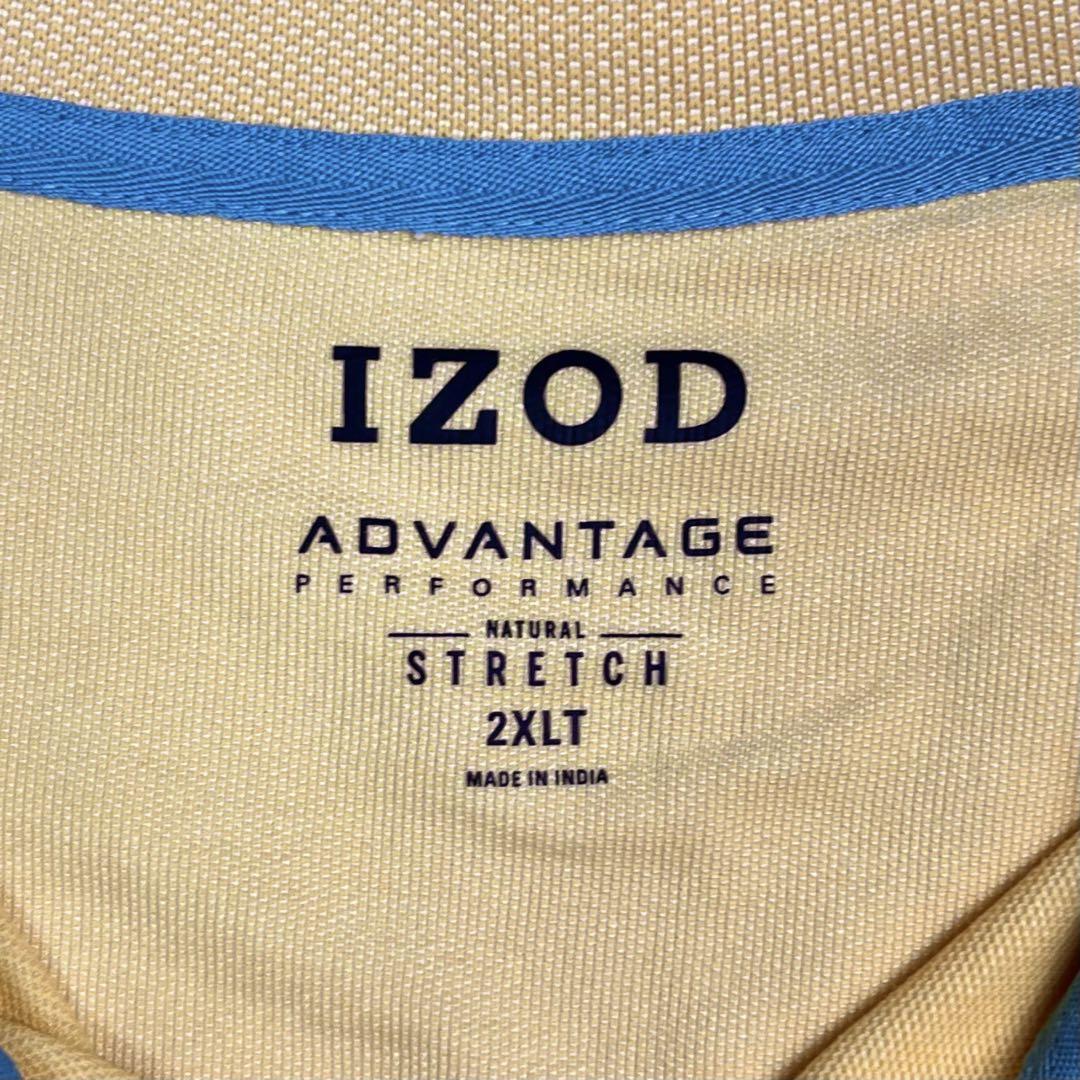 IZOD
ADVANTAGE
PERFORMANCE
NATURAL
STRETCH
2XLT
MADE IN INDIA